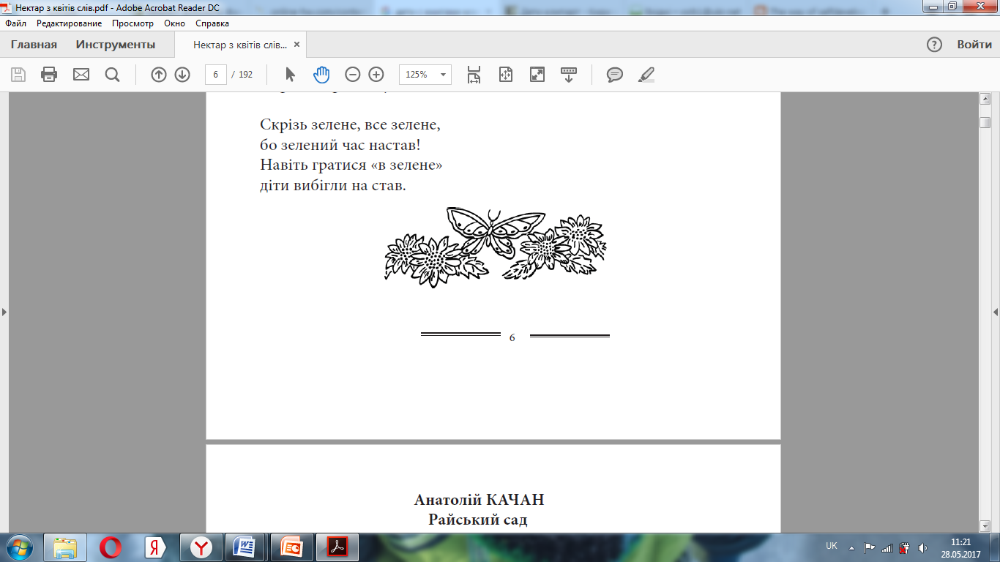 Нектар з квітів слів.pdf - Adobe Acrobat Reader DC
Файл Редактирование Просмотр Окно Справка
Главная Инструменты Нектар з квітів слів... × Войти
6 / 192 125%
Скрізь зелене, все зелене,
бо зелений час настав!
Навіть гратися «в зелене»
діти вибігли на став.
6
Анатолій КАЧАН
Райський сад
UK 11:21
28.05.2017